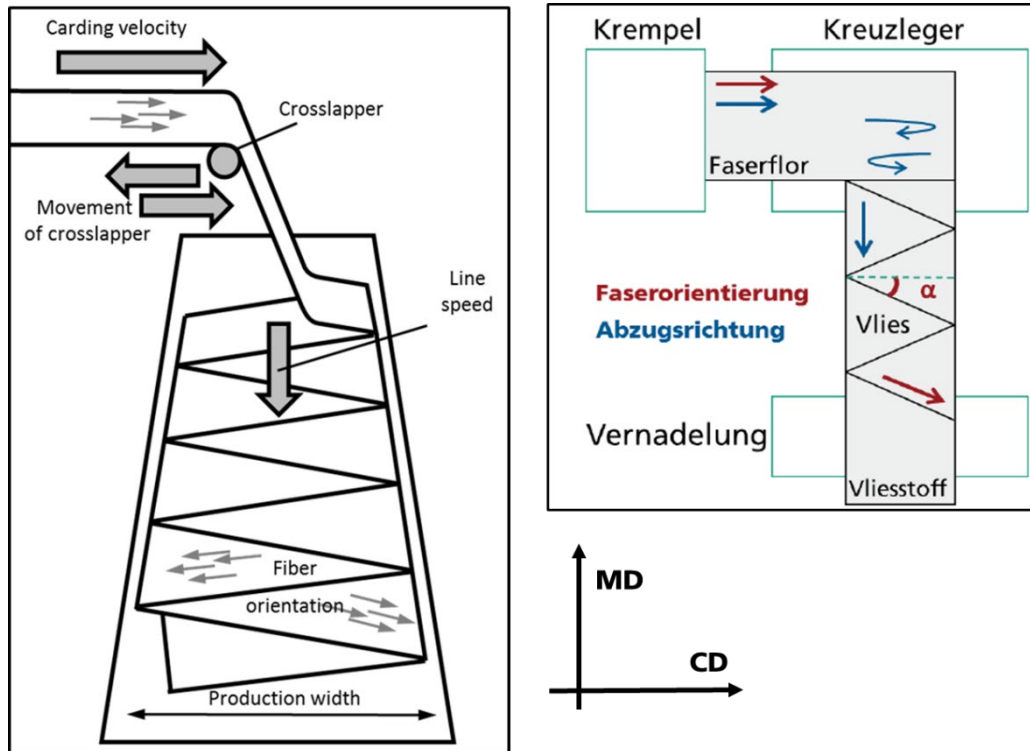 Carding velocity
Crosslapper
Movement
of crosslapper
Line
speed
Fiber
orientation
Production width
Krempel
Kreuzleger
Faserflor
Faserorientierung
Abzugsrichtung
α
Vlies
Vernadelung
Vliesstoff
MD
CD